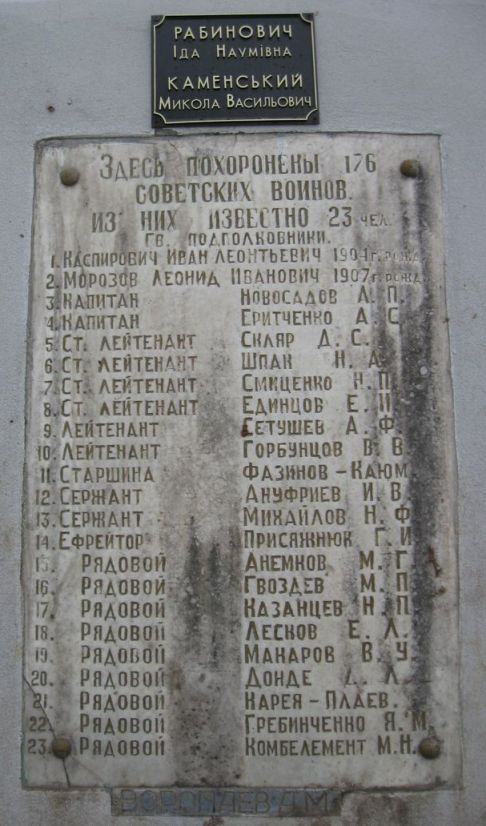 РАБИНОВИЧ
ІДА НАУМІВНА
КАМЕНСЬКИЙ
МИКОЛА ВАСИЛЬОВИЧ
ЗДЕСЬ ПОХОРОНЕНЫ 176
СОВЕТСКИХ ВОИНОВ.
ИЗ НИХ ИЗВЕСТНО 23 ЧЕЛ.
ГВ. ПОДПОЛКОВНИКИ.
1. КАСПИРОВИЧ ИВАН ЛЕОНТЬЕВИЧ 1904 г. рожд.
2. МОРОЗОВ ЛЕОНИД ИВАНОВИЧ 1907 г. рожд.
3. КАПИТАН НОВОСАДОВ А. П.
4. КАПИТАН ЕРИТЧЕНКО А. С.
5. СТ. ЛЕЙТЕНАНТ СКЛЯР Д. С.
6. СТ. ЛЕЙТЕНАНТ ШПАК Н. А.
7. СТ. ЛЕЙТЕНАНТ СМИЦЕНКО Н. П.
8. СТ. ЛЕЙТЕНАНТ ЕДИНЦОВ Е. И.
9. ЛЕЙТЕНАНТ СЕТУШЕВ А. Ф.
10. ЛЕЙТЕНАНТ ГОРБУНЦОВ В. В.
11. СТАРШИНА ФАЗИНОВ-КАЮМ.
12. СЕРЖАНТ АНУФРИЕВ И. В.
13. СЕРЖАНТ МИХАЙЛОВ Н. Ф.
14. ЕФРЕЙТОР ПРИСЯЖНЮК Г. И.
15. РЯДОВОЙ АНЕМКОВ М. Г.
16. РЯДОВОЙ ГВОЗДЕВ М. П.
17. РЯДОВОЙ КАЗАНЦЕВ Н. П.
18. РЯДОВОЙ ЛЕСКОВ Е. Л.
19. РЯДОВОЙ МАКАРОВ В. У.
20. РЯДОВОЙ ДОНДЕ Л.
21. РЯДОВОЙ КАРЕЯ-ПЛАЕВ.
22. РЯДОВОЙ ГРЕБИНЧЕНКО Я. М.
23. РЯДОВОЙ КОМБЕЛЕМЕНТ М. Н.